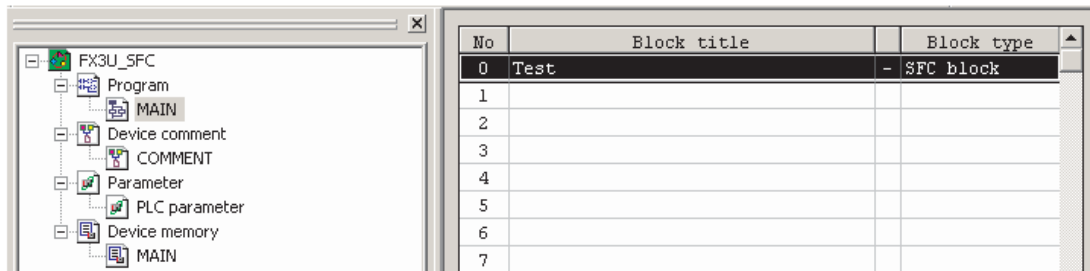 FX3U_SFC
Program
MAIN
Device comment
COMMENT
Parameter
PLC parameter
Device memory
MAIN
No Block title Block type
0 Test - SFC block
1
2
3
4
5
6
7